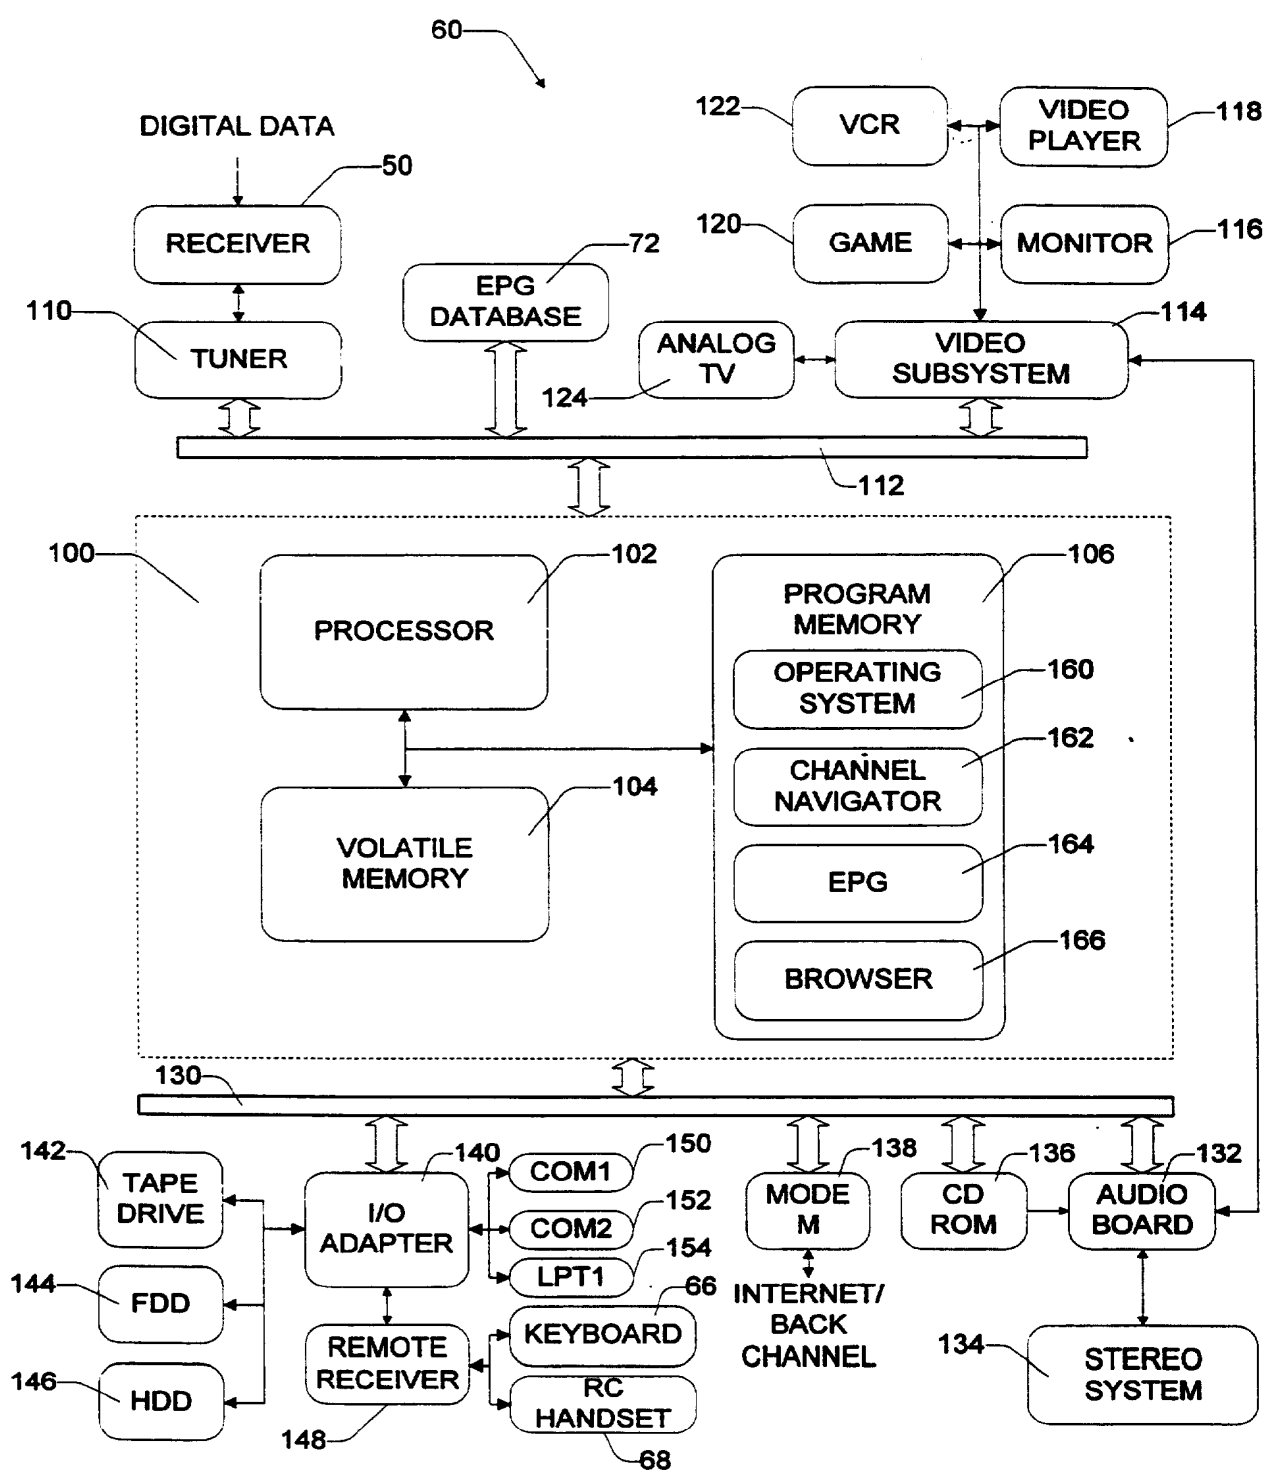 60
DIGITAL DATA
50
RECEIVER
110
TUNER
72
EPG
DATABASE
122
VCR
VIDEO
PLAYER
118
120
GAME
MONITOR
116
ANALOG
TV
124
VIDEO
SUBSYSTEM
114
112
100
102
PROCESSOR
104
VOLATILE
MEMORY
106
PROGRAM
MEMORY
OPERATING
SYSTEM
160
CHANNEL
NAVIGATOR
162
EPG
164
BROWSER
166
130
142
TAPE
DRIVE
144
FDD
146
HDD
140
I/O
ADAPTER
COM1
150
COM2
152
LPT1
154
REMOTE
RECEIVER
148
66
KEYBOARD
RC
HANDSET
68
138
MODE
M
INTERNET/
BACK
CHANNEL
136
CD
ROM
132
AUDIO
BOARD
134
STEREO
SYSTEM